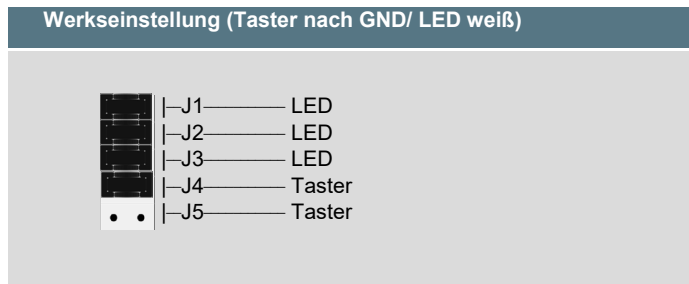 Werkseinstellung (Taster nach GND/ LED weiß)
J1 LED
J2 LED
J3 LED
J4 Taster
J5 Taster